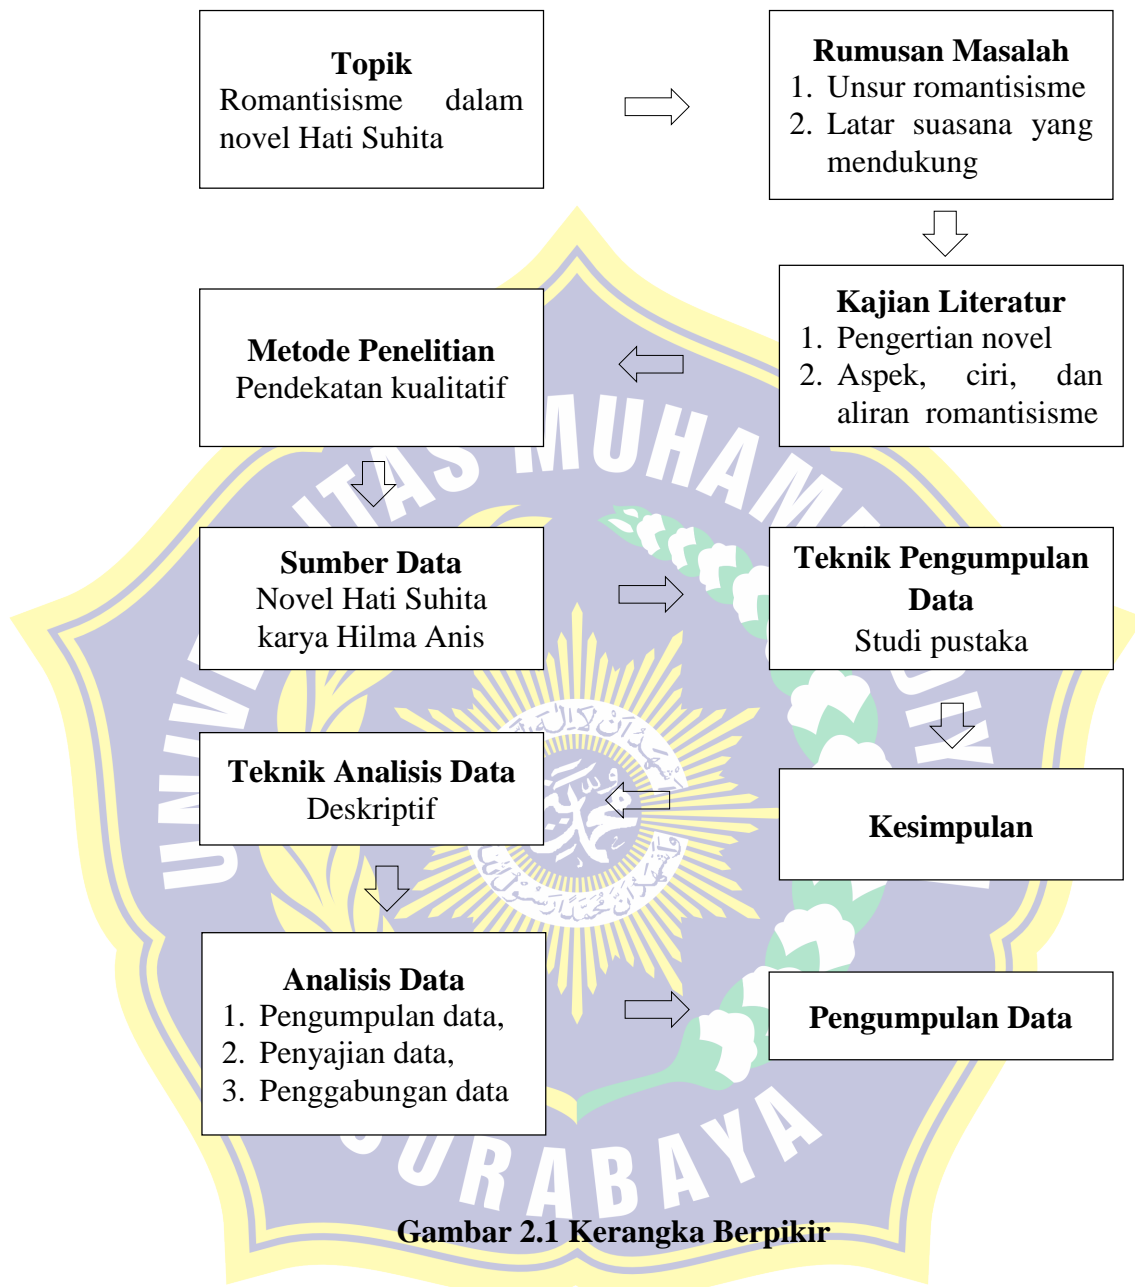 Topik
Romantisisme dalam
novel Hati Suhita
Rumusan Masalah
1. Unsur romantisisme
2. Latar suasana yang
mendukung
Kajian Literatur
1. Pengertian novel
2. Aspek, ciri, dan
aliran romantisisme
Metode Penelitian
Pendekatan kualitatif
Sumber Data
Novel Hati Suhita
karya Hilma Anis
Teknik Pengumpulan
Data
Studi pustaka
Kesimpulan
Teknik Analisis Data
Deskriptif
Analisis Data
1. Pengumpulan data,
2. Penyajian data,
3. Penggabungan data
Pengumpulan Data
SURABAYA
Gambar 2.1 Kerangka Berpikir